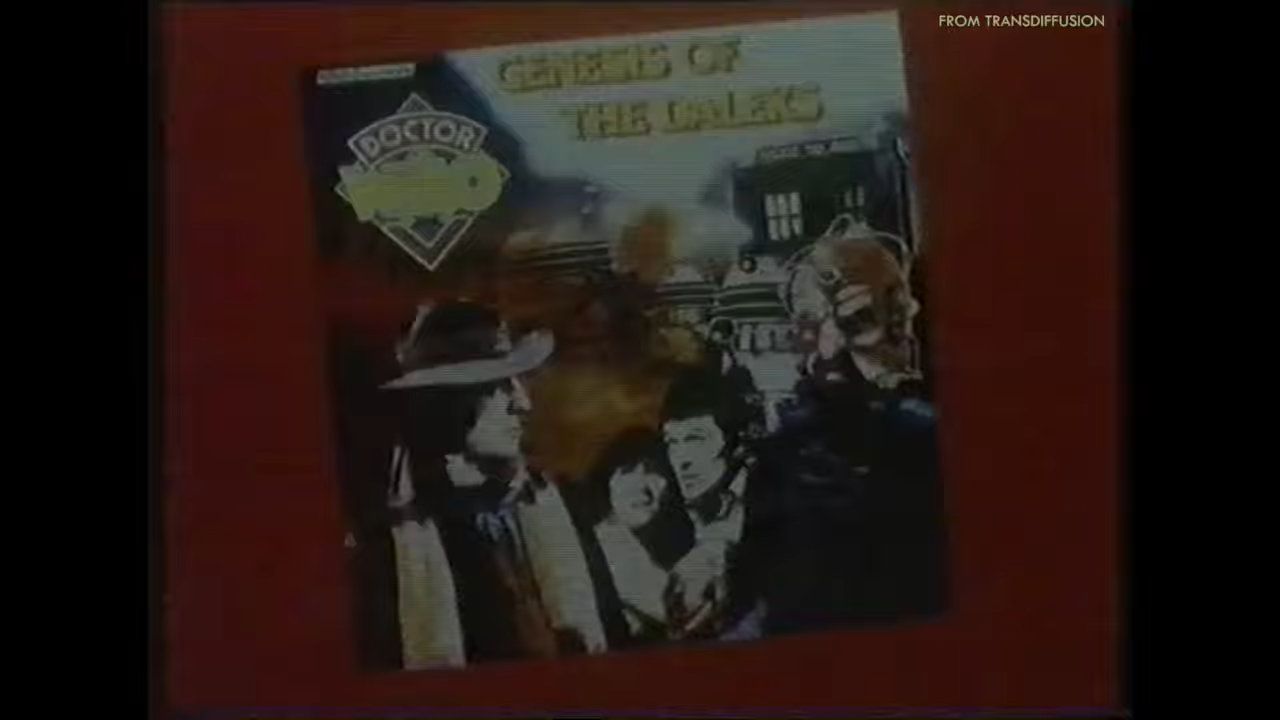 FROM TRANSDIFFUSION
GENESIS OF
THE DALEKS
DOCTOR